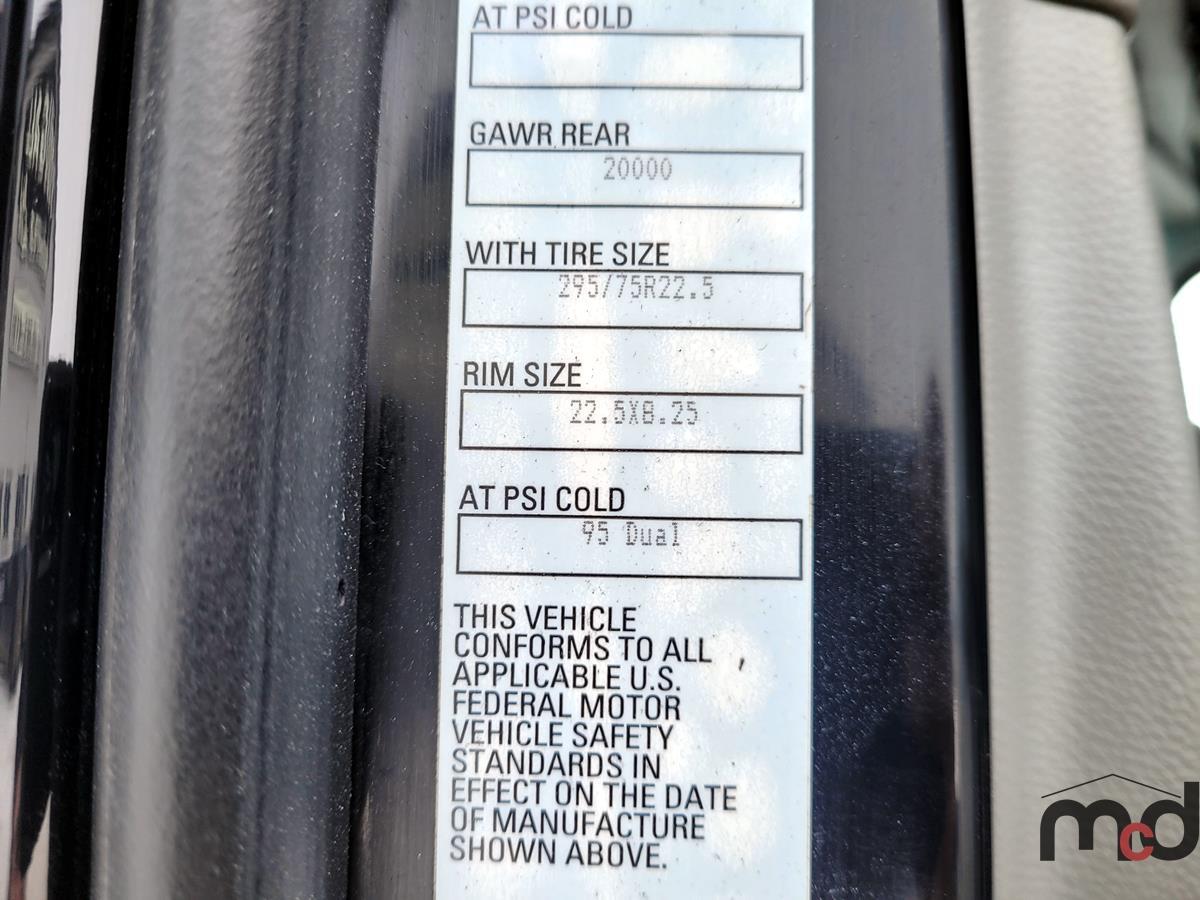 AT PSI COLD
GAWR REAR
20000
WITH TIRE SIZE
295/75R22.5
RIM SIZE
22.5X8.25
AT PSI COLD
95 Dual
THIS VEHICLE
CONFORMS TO ALL
APPLICABLE U.S.
FEDERAL MOTOR
VEHICLE SAFETY
STANDARDS IN
EFFECT ON THE DATE
OF MANUFACTURE
SHOWN ABOVE.
mcd